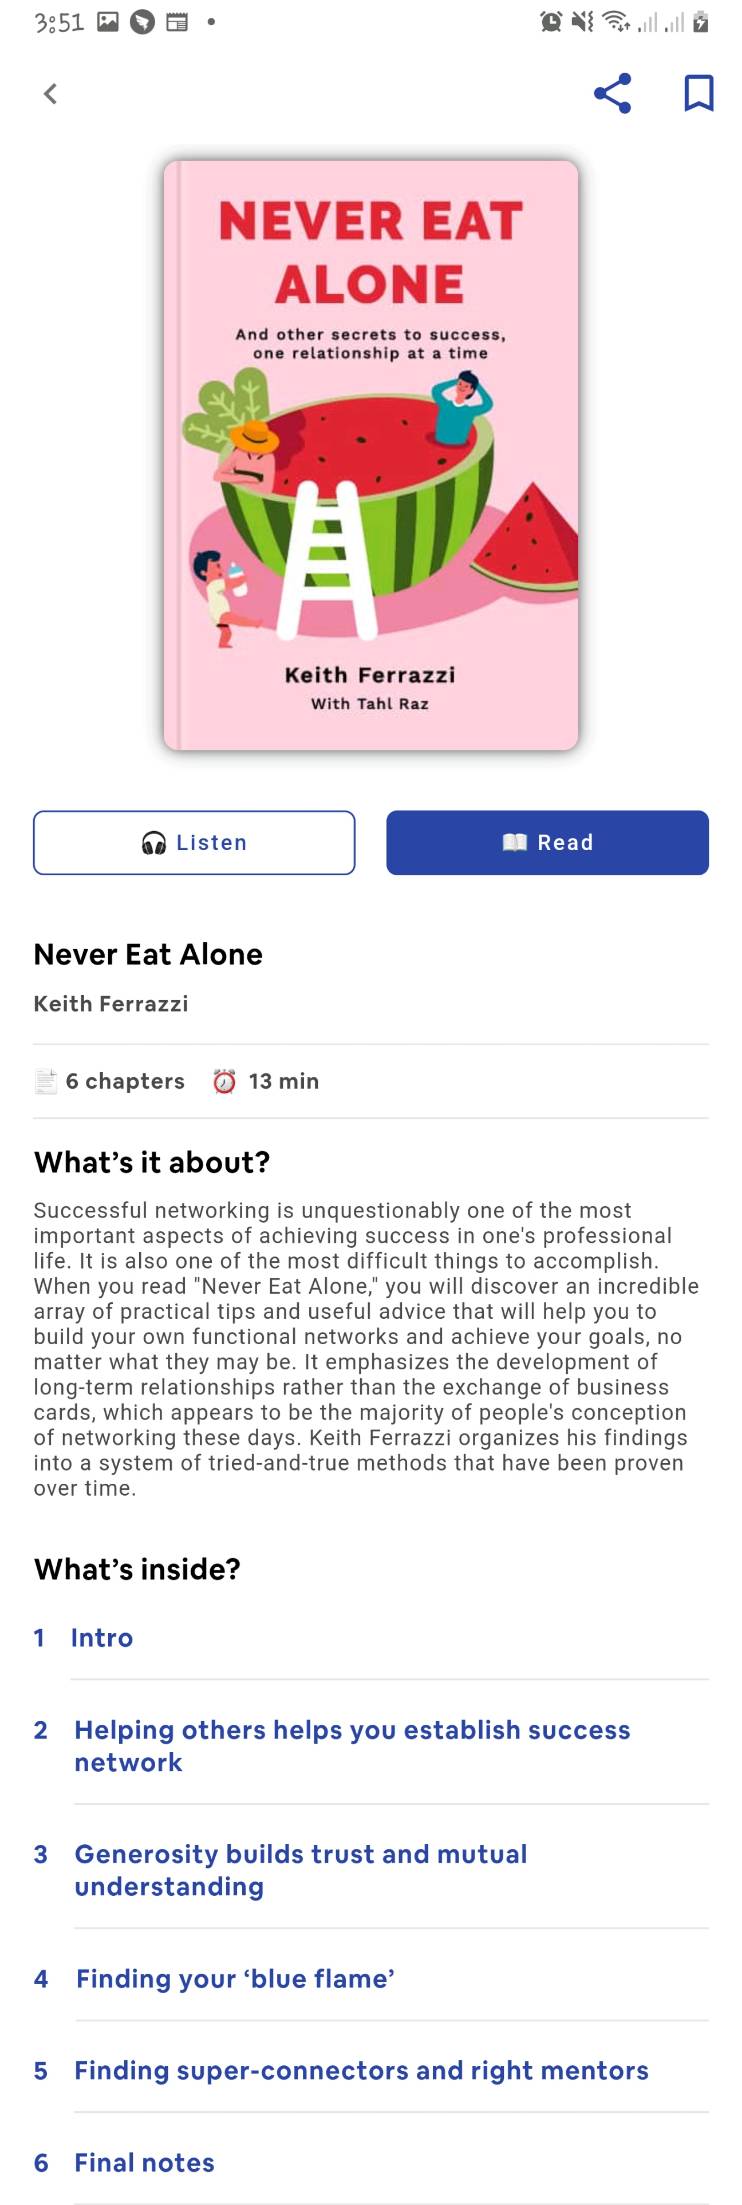 3:51
NEVER EAT
ALONE
And other secrets to success,
one relationship at a time
Keith Ferrazzi
With Tahl Raz
Listen
Read
Never Eat Alone
Keith Ferrazzi
6 chapters 13 min
What’s it about?
Successful networking is unquestionably one of the most
important aspects of achieving success in one's professional
life. It is also one of the most difficult things to accomplish.
When you read "Never Eat Alone," you will discover an incredible
array of practical tips and useful advice that will help you to
build your own functional networks and achieve your goals, no
matter what they may be. It emphasizes the development of
long-term relationships rather than the exchange of business
cards, which appears to be the majority of people's conception
of networking these days. Keith Ferrazzi organizes his findings
into a system of tried-and-true methods that have been proven
over time.
What’s inside?
1 Intro
2 Helping others helps you establish success
network
3 Generosity builds trust and mutual
understanding
4 Finding your ‘blue flame’
5 Finding super-connectors and right mentors
6 Final notes